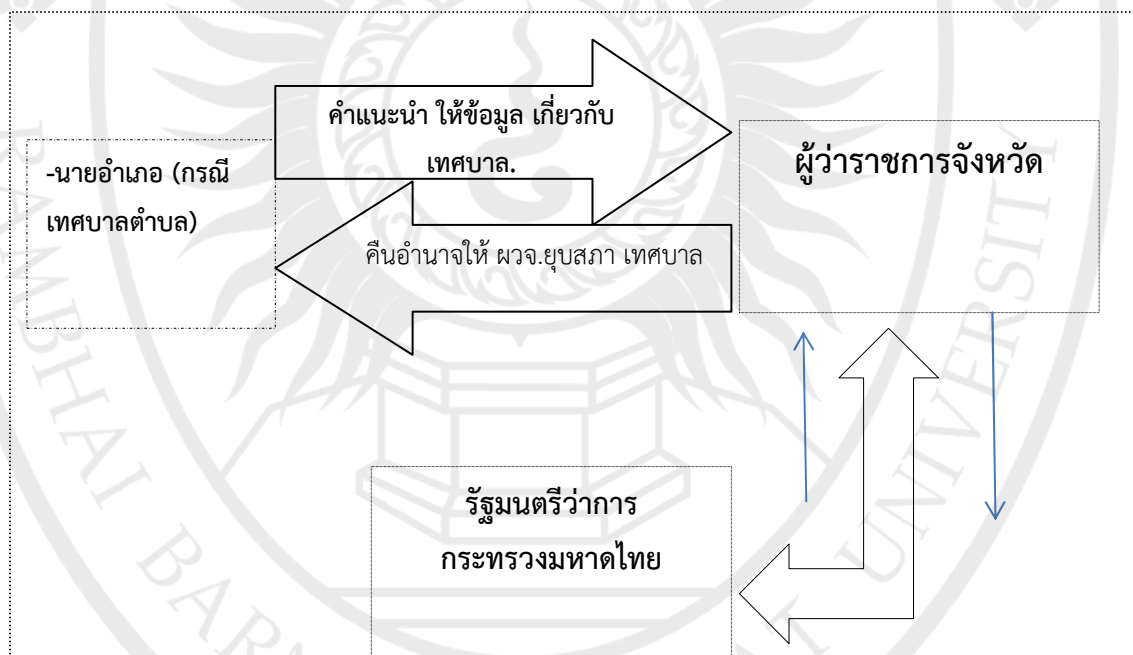 คำแนะนำ ให้ข้อมูล เกี่ยวกับ
เทศบาล.
-นายอำเภอ (กรณี
เทศบาลตำบล)
ผู้ว่าราชการจังหวัด
คืนอำนาจให้ ผวจ.ยุบสภา เทศบาล
รัฐมนตรีว่าการ
กระทรวงมหาดไทย
BAMBHAI BARNI
UNIVERSIT